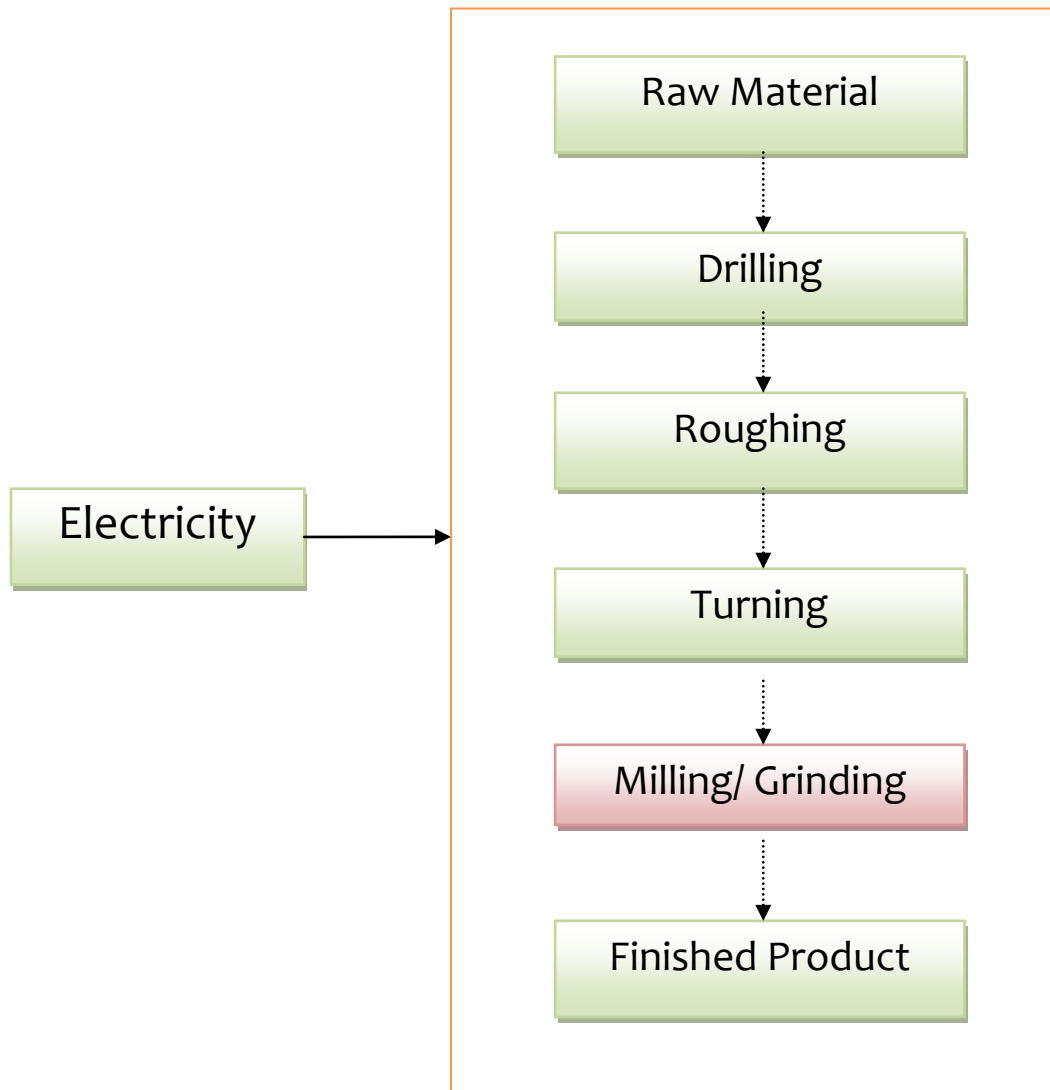 Raw Material
Drilling
Roughing
Electricity
Turning
Milling/ Grinding
Finished Product